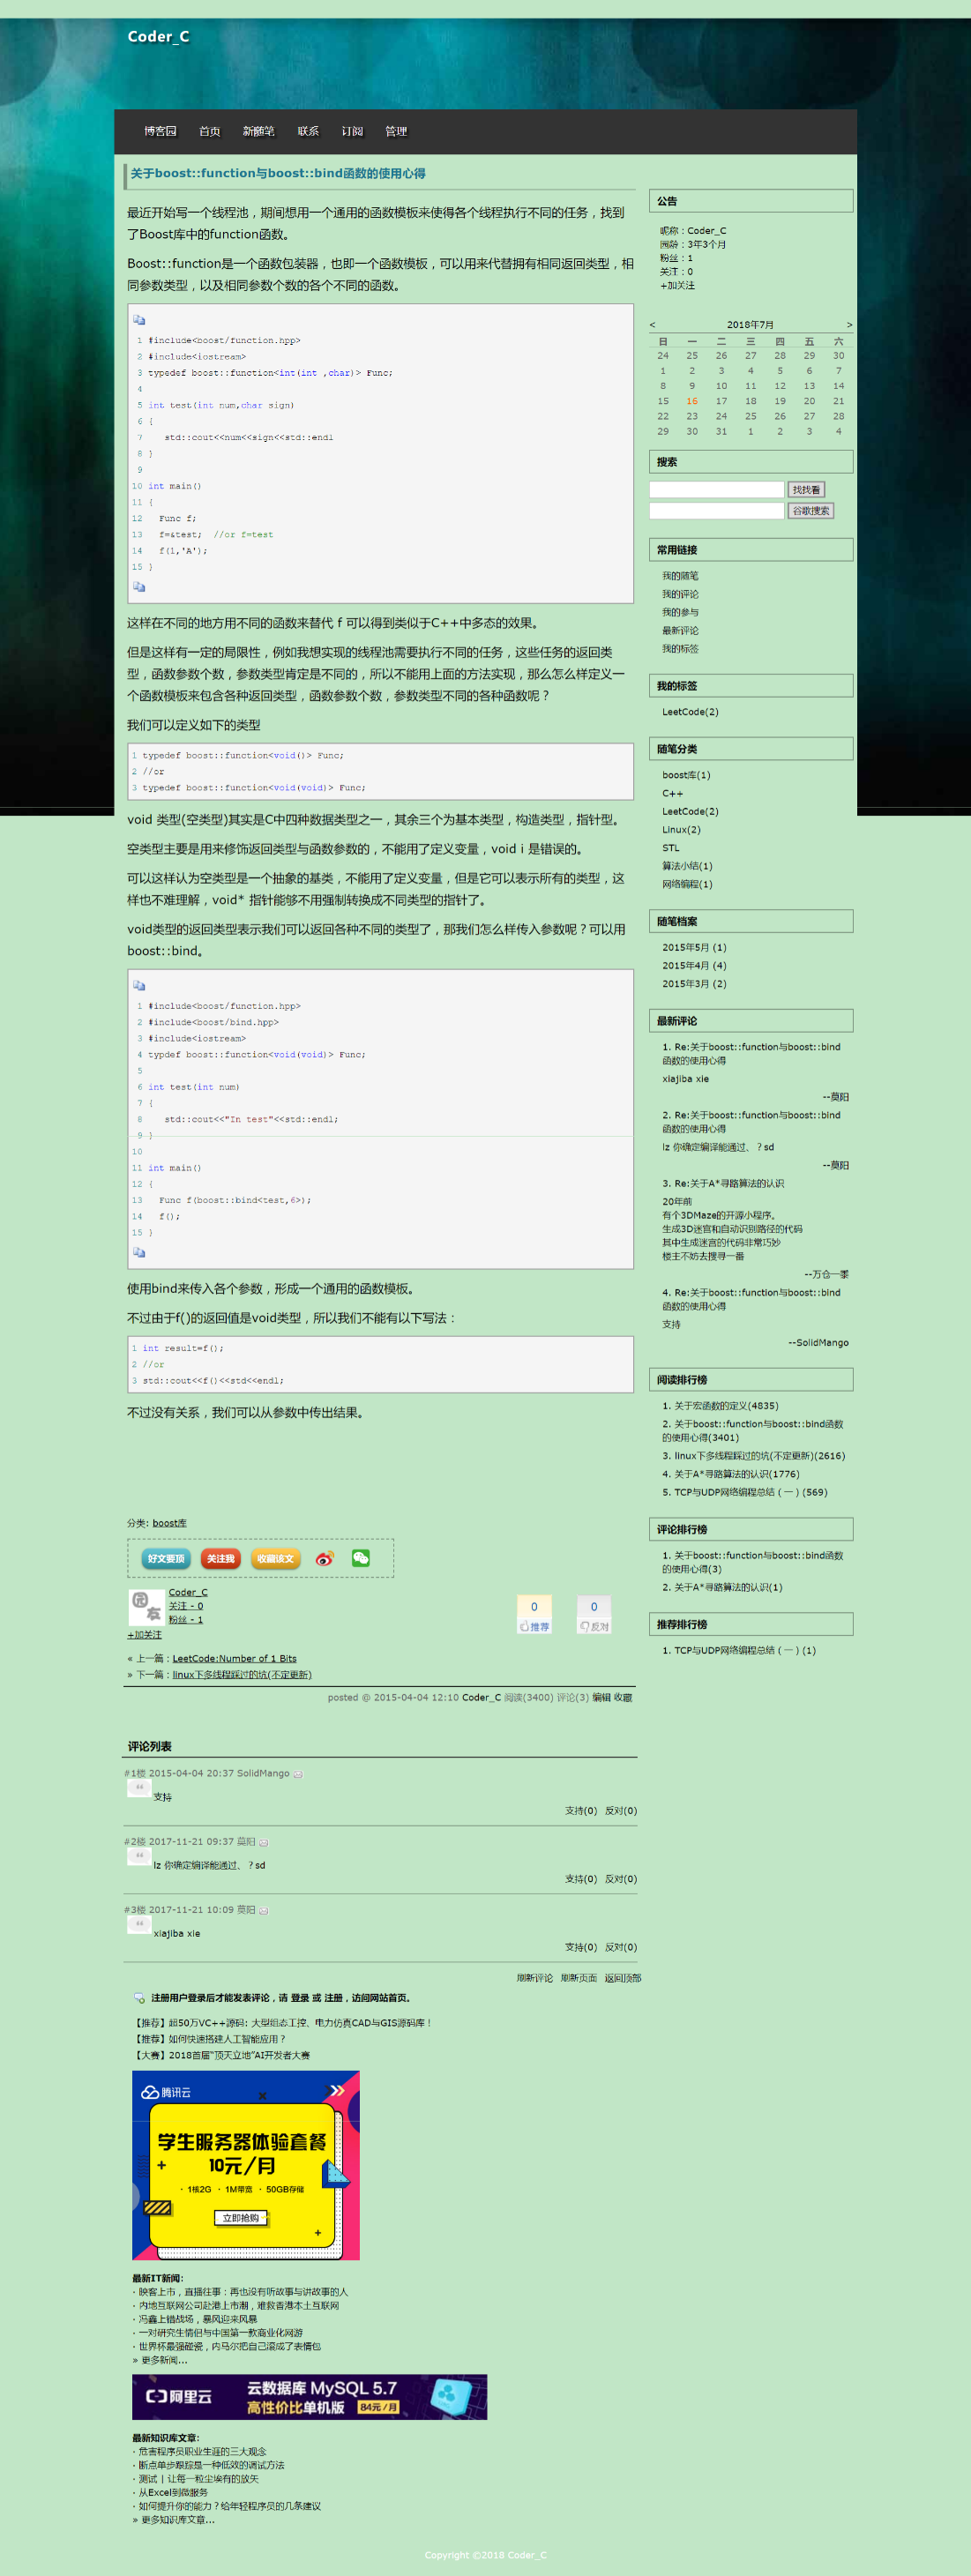 Coder_C
博客园 首页 新随笔 联系 订阅 管理
关于boost::function与boost::bind函数的使用心得
最近开始写一个线程池，期间想用一个通用的函数模板来使得各个线程执行不同的任务，找到
了Boost库中的function函数。
Boost::function是一个函数包装器，也即一个函数模板，可以用来代替拥有相同返回类型，相
同参数类型，以及相同参数个数的各个不同的函数。
1 #include<boost/function.hpp>
2 #include<iostream>
3 typedef boost::function<int(int ,char)> Func;
4
5 int test(int num,char sign)
6 {
7 std::cout<<num<<sign<<std::endl
8 }
9
10 int main()
11 {
12 Func f;
13 f=&test; //or f=test
14 f(1,'A');
15 }
这样在不同的地方用不同的函数来替代 f 可以得到类似于C++中多态的效果。
但是这样有一定的局限性，例如我想实现的线程池需要执行不同的任务，这些任务的返回类
型，函数参数个数，参数类型肯定是不同的，所以不能用上面的方法实现，那么怎么样定义一
个函数模板来包含各种返回类型，函数参数个数，参数类型不同的各种函数呢？
我们可以定义如下的类型
1 typedef boost::function<void()> Func;
2 //or
3 typedef boost::function<void(void)> Func;
void 类型(空类型)其实是C中四种数据类型之一，其余三个为基本类型，构造类型，指针型。
空类型主要是用来修饰返回类型与函数参数的，不能用了定义变量，void i 是错误的。
可以这样认为空类型是一个抽象的基类，不能用了定义变量，但是它可以表示所有的类型，这
样也不难理解，void* 指针能够不用强制转换成不同类型的指针了。
void类型的返回类型表示我们可以返回各种不同的类型了，那我们怎么样传入参数呢？可以用
boost::bind。
1 #include<boost/function.hpp>
2 #include<boost/bind.hpp>
3 #include<iostream>
4 typdef boost::function<void(void)> Func;
5
6 int test(int num)
7 {
8 std::cout<<"In test"<<std::endl;
9 }
10
11 int main()
12 {
13 Func f(boost::bind<test,6>);
14 f();
15 }
使用bind来传入各个参数，形成一个通用的函数模板。
不过由于f()的返回值是void类型，所以我们不能有以下写法：
1 int result=f();
2 //or
3 std::cout<<f()<<std<<endl;
不过没有关系，我们可以从参数中传出结果。
分类: boost库
好文要顶 关注我 收藏该文
园友
Coder_C
关注 - 0
粉丝 - 1
+加关注
0 推荐
0 反对
« 上一篇：LeetCode:Number of 1 Bits
» 下一篇：linux下多线程踩过的坑(不定更新)
posted @ 2015-04-04 12:10 Coder_C 阅读(3400) 评论(3) 编辑 收藏
评论列表
#1楼 2015-04-04 20:37 SolidMango
支持
支持(0) 反对(0)
#2楼 2017-11-21 09:37 莫阳
lz 你确定编译能通过、？sd
支持(0) 反对(0)
#3楼 2017-11-21 10:09 莫阳
xiajiba xie
支持(0) 反对(0)
刷新评论 刷新页面 返回顶部
注册用户登录后才能发表评论，请 登录 或 注册，访问网站首页。
【推荐】超50万VC++源码: 大型组态工控、电力仿真CAD与GIS源码库！
【推荐】如何快速搭建人工智能应用？
【大赛】2018首届“顶天立地”AI开发者大赛
腾讯云
学生服务器体验套餐
10元/月
· 1核2G · 1M带宽 · 50GB存储
立即抢购
最新IT新闻:
· 映客上市，直播往事：再也没有听故事与讲故事的人
· 内地互联网公司赴港上市潮，难救香港本土互联网
· 冯鑫上错战场，暴风迎来风暴
· 一对研究生情侣与中国第一款商业化网游
· 世界杯最强碰瓷，内马尔把自己滚成了表情包
» 更多新闻...
阿里云
云数据库 MySQL 5.7
高性价比单机版 84元/月
最新知识库文章:
· 危害程序员职业生涯的三大观念
· 断点单步跟踪是一种低效的调试方法
· 测试 | 让每一粒尘埃有的放矢
· 从Excel到微服务
· 如何提升你的能力？给年轻程序员的几条建议
» 更多知识库文章...
公告
昵称：Coder_C
园龄：3年3个月
粉丝：1
关注：0
+加关注
< 2018年7月 >
日 一 二 三 四 五 六
24 25 26 27 28 29 30
1 2 3 4 5 6 7
8 9 10 11 12 13 14
15 16 17 18 19 20 21
22 23 24 25 26 27 28
29 30 31 1 2 3 4
搜索
找找看
谷歌搜索
常用链接
我的随笔
我的评论
我的参与
最新评论
我的标签
我的标签
LeetCode(2)
随笔分类
boost库(1)
C++
LeetCode(2)
Linux(2)
STL
算法小结(1)
网络编程(1)
随笔档案
2015年5月 (1)
2015年4月 (4)
2015年3月 (2)
最新评论
1. Re:关于boost::function与boost::bind
函数的使用心得
xiajiba xie
--莫阳
2. Re:关于boost::function与boost::bind
函数的使用心得
lz 你确定编译能通过、？sd
--莫阳
3. Re:关于A*寻路算法的认识
20年前
有个3DMaze的开源小程序。
生成3D迷宫和自动识别路径的代码
其中生成迷宫的代码非常巧妙
楼主不妨去搜寻一番
--万仓一黍
4. Re:关于boost::function与boost::bind
函数的使用心得
支持
--SolidMango
阅读排行榜
1. 关于宏函数的定义(4835)
2. 关于boost::function与boost::bind函数
的使用心得(3401)
3. linux下多线程踩过的坑(不定更新)(2616)
4. 关于A*寻路算法的认识(1776)
5. TCP与UDP网络编程总结（一）(569)
评论排行榜
1. 关于boost::function与boost::bind函数
的使用心得(3)
2. 关于A*寻路算法的认识(1)
推荐排行榜
1. TCP与UDP网络编程总结（一）(1)
Copyright ©2018 Coder_C